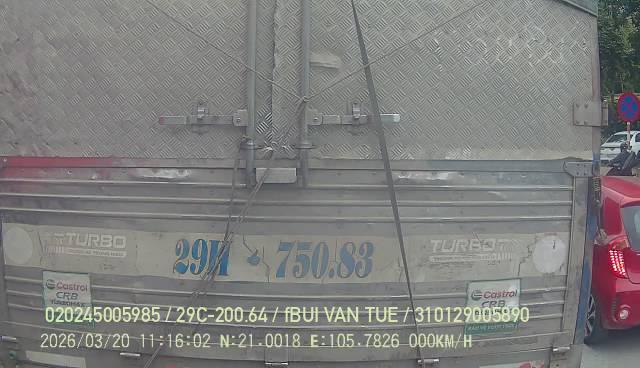 TURBO
29H - 750.83
TURBO
Castrol
CRB
TURBOMAX
Castrol
CRB
020245005985 / 29C-200.64 / fBUI VAN TUE / 310129005890
2026/03/20 11:16:02 N:21.0018 E:105.7826 000KM/H